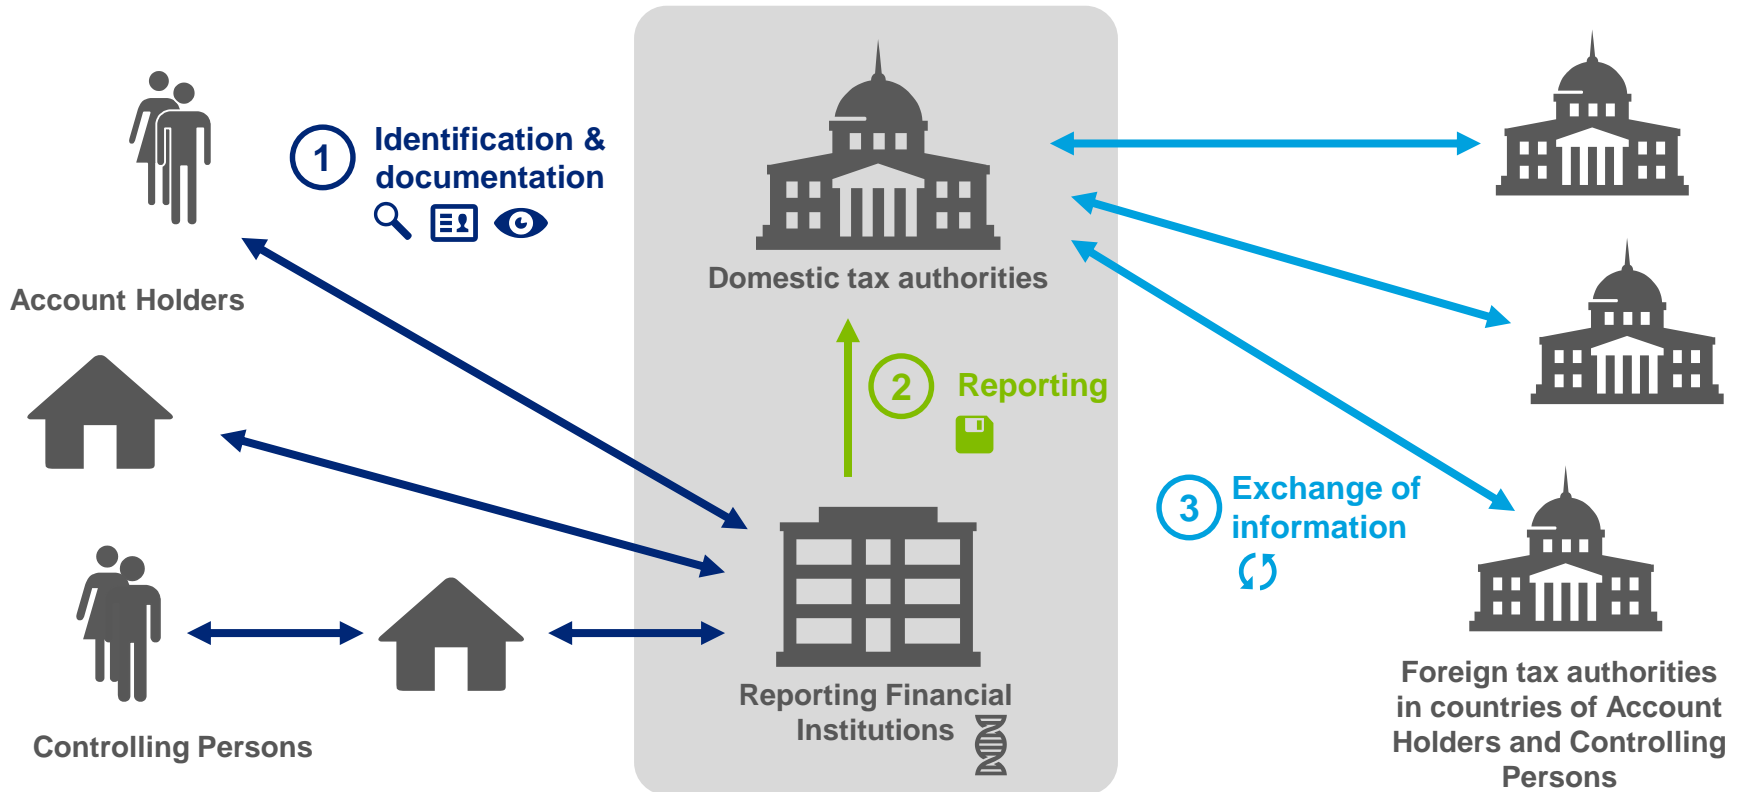 1
Identification &
documentation
Account Holders
Controlling Persons
Domestic tax authorities
2
Reporting
Reporting Financial
Institutions
3
Exchange of
information
Foreign tax authorities
in countries of Account
Holders and Controlling
Persons